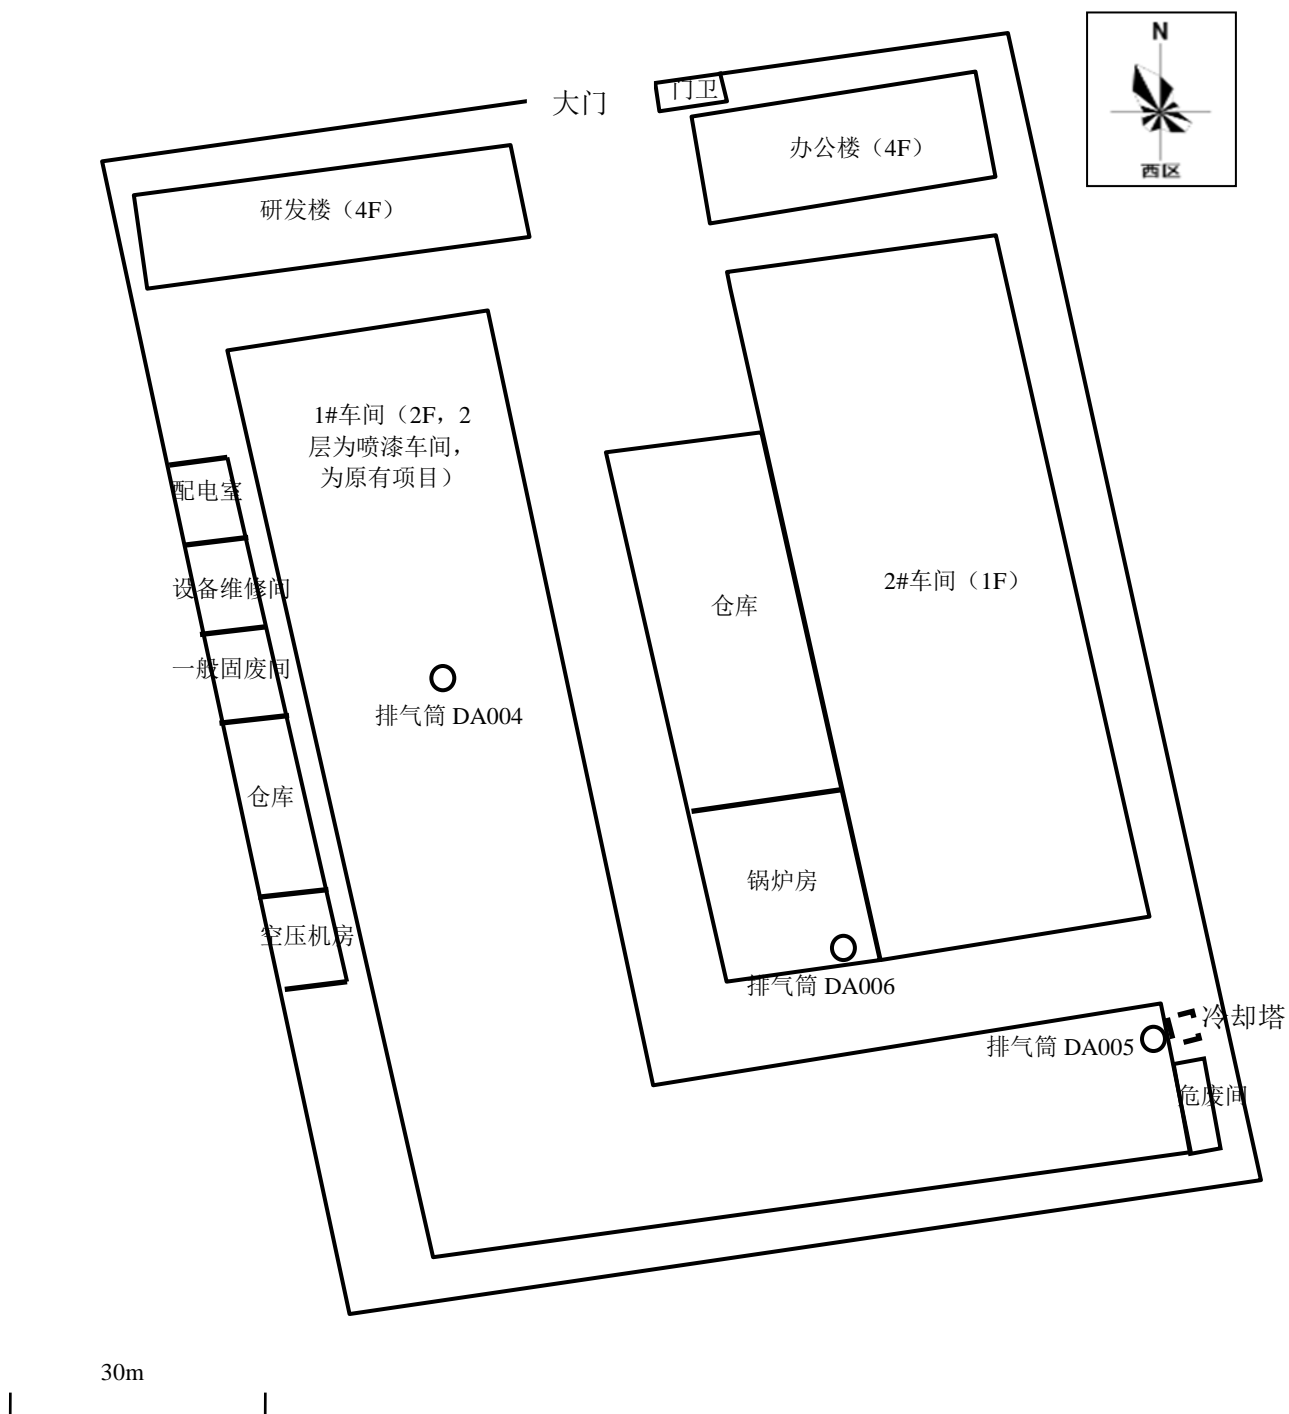 N
西区
大门
门卫
办公楼（4F）
研发楼（4F）
1#车间（2F，2
层为喷漆车间，
为原有项目）
配电室
设备维修间
一般固废间
仓库
空压机房
排气筒 DA004
仓库
2#车间（1F）
锅炉房
排气筒 DA006
排气筒 DA005
冷却塔
危废间
30m